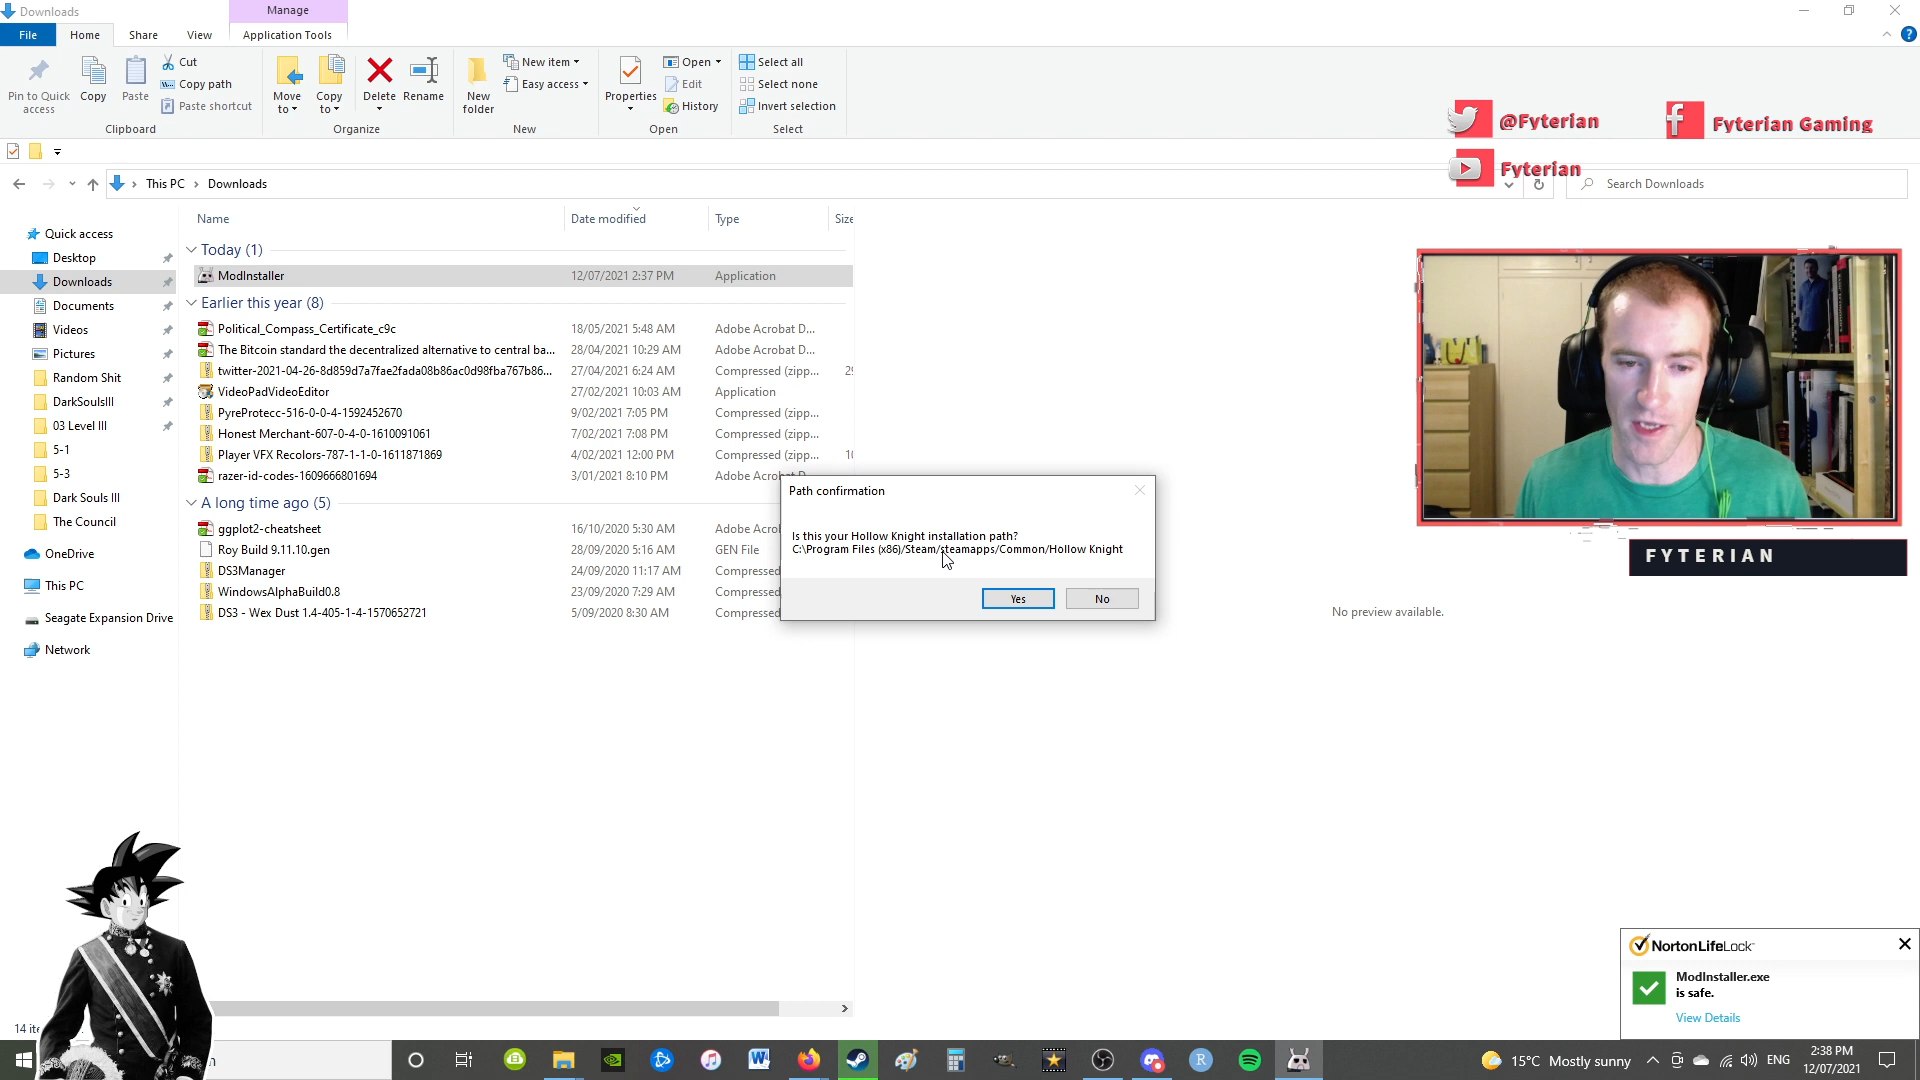 Downloads
Manage
File
Home
Share
View
Application Tools
Pin to Quick access
Copy
Paste
Cut
Copy path
Paste shortcut
Clipboard
Move to
Copy to
Delete
Rename
Organize
New folder
New item
Easy access
New
Properties
Open
Edit
History
Open
Select all
Select none
Invert selection
Select
@Fyterian
Fyterian Gaming
Fyterian
This PC > Downloads
Search Downloads
Name
Date modified
Type
Size
Quick access
Desktop
Downloads
Documents
Videos
Pictures
Random Shit
DarkSoulsIII
03 Level III
5-1
5-3
Dark Souls III
The Council
OneDrive
This PC
Seagate Expansion Drive
Network
Today (1)
ModInstaller 12/07/2021 2:37 PM Application
Earlier this year (8)
Political_Compass_Certificate_c9c 18/05/2021 5:48 AM Adobe Acrobat D...
The Bitcoin standard the decentralized alternative to central ba... 28/04/2021 10:29 AM Adobe Acrobat D...
twitter-2021-04-26-8d859d7a7fae2fada08b86ac0d98fba767b86... 27/04/2021 6:24 AM Compressed (zipp...
VideoPadVideoEditor 27/02/2021 10:03 AM Application
PyreProtecc-516-0-0-4-1592452670 9/02/2021 7:05 PM Compressed (zipp...
Honest Merchant-607-0-4-0-1610091061 7/02/2021 7:08 PM Compressed (zipp...
Player VFX Recolors-787-1-1-0-1611871869 4/02/2021 12:00 PM Compressed (zipp...
razer-id-codes-1609666801694 3/01/2021 8:10 PM Adobe Acrobat D...
A long time ago (5)
ggplot2-cheatsheet 16/10/2020 5:30 AM Adobe Acro
Roy Build 9.11.10.gen 28/09/2020 5:16 AM GEN File
DS3Manager 24/09/2020 11:17 AM Compressed
WindowsAlphaBuild0.8 23/09/2020 7:29 AM Compressed
DS3 - Wex Dust 1.4-405-1-4-1570652721 5/09/2020 8:30 AM Compressed
Path confirmation
Is this your Hollow Knight installation path?
C:\Program Files (x86)/Steam/steamapps/Common/Hollow Knight
Yes
No
FYTERIAN
No preview available.
NortonLifeLock
ModInstaller.exe
is safe.
View Details
14 ite
15°C Mostly sunny
ENG
2:38 PM
12/07/2021